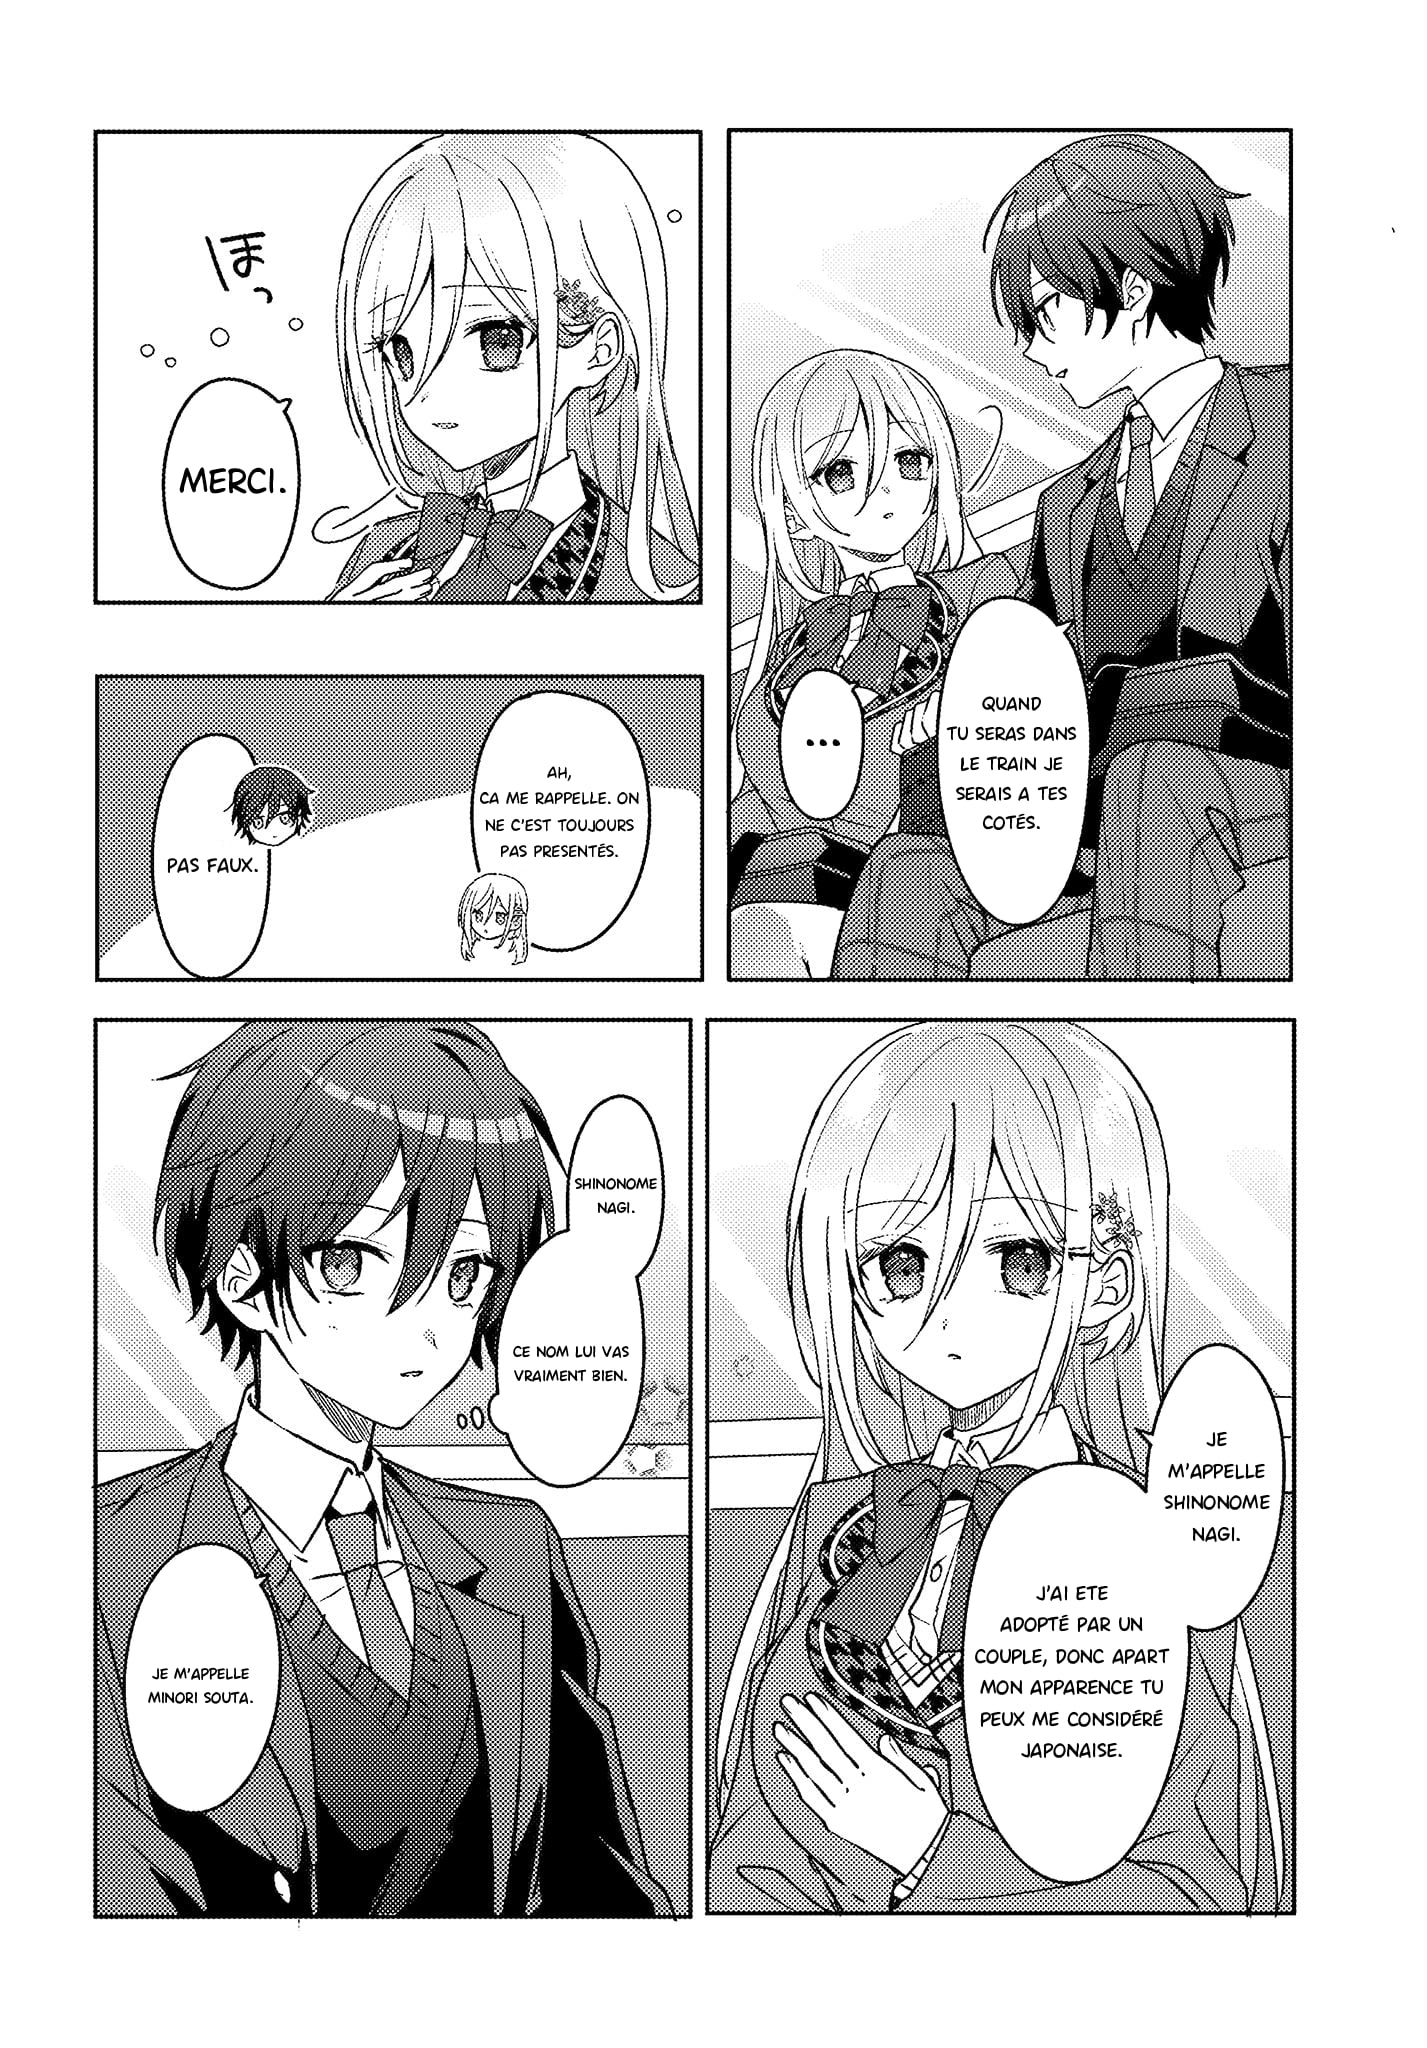 QUAND
TU SERAS DANS
LE TRAIN JE
SERAIS A TES
COTÉS.
...
ほっ
MERCI.
AH,
CA ME RAPPELLE. ON
NE C'EST TOUJOURS
PAS PRESENTÉS.
PAS FAUX.
JE
M'APPELLE
SHINONOME
NAGI.
J'AI ETE
ADOPTÉ PAR UN
COUPLE, DONC APART
MON APPARENCE TU
PEUX ME CONSIDÉRÉ
JAPONAISE.
SHINONOME
NAGI.
CE NOM LUI VAS
VRAIMENT BIEN.
JE M'APPELLE
MINORI SOUTA.